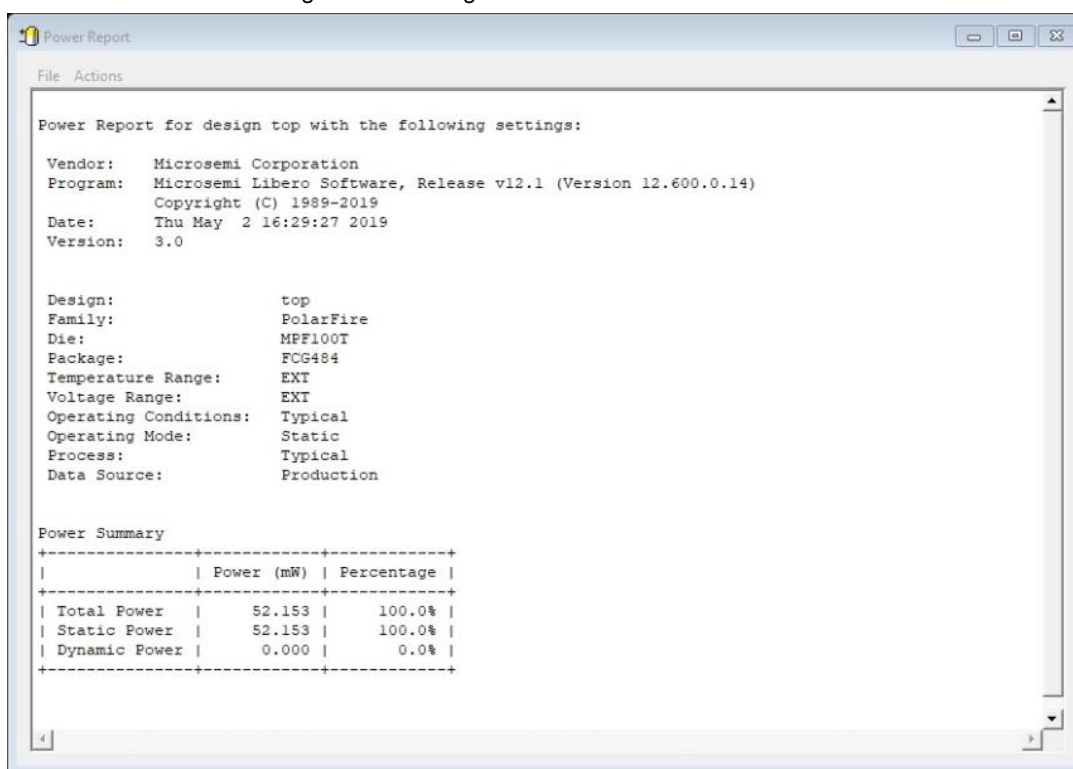 Power Report
File Actions
Power Report for design top with the following settings:
Vendor: Microsemi Corporation
Program: Microsemi Libero Software, Release v12.1 (Version 12.600.0.14)
Copyright (C) 1989-2019
Date: Thu May 2 16:29:27 2019
Version: 3.0
Design: top
Family: PolarFire
Die: MPF100T
Package: FCG484
Temperature Range: EXT
Voltage Range: EXT
Operating Conditions: Typical
Operating Mode: Static
Process: Typical
Data Source: Production
Power Summary
+---------------+------------+------------+
| | Power (mW) | Percentage |
+---------------+------------+------------+
| Total Power | 52.153 | 100.0% |
| Static Power | 52.153 | 100.0% |
| Dynamic Power | 0.000 | 0.0% |
+---------------+------------+------------+